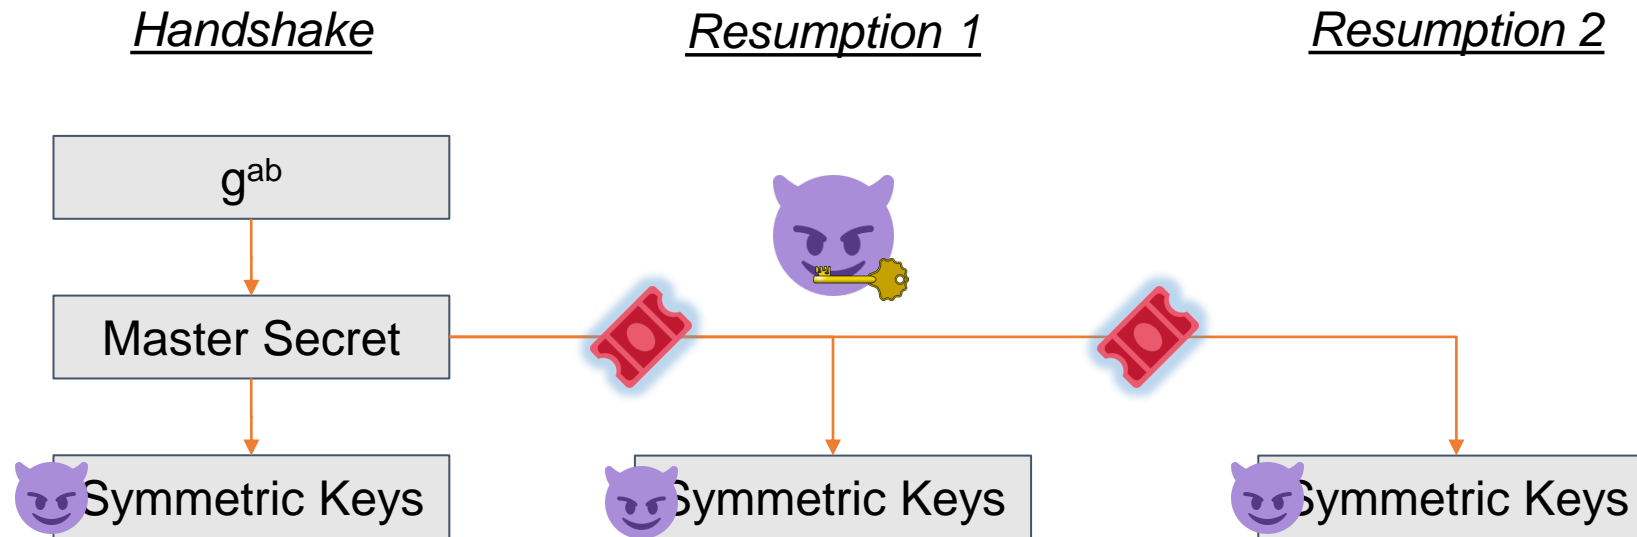 Handshake
Resumption 1
Resumption 2
gᵃᵇ
Master Secret
Symmetric Keys
Symmetric Keys
Symmetric Keys